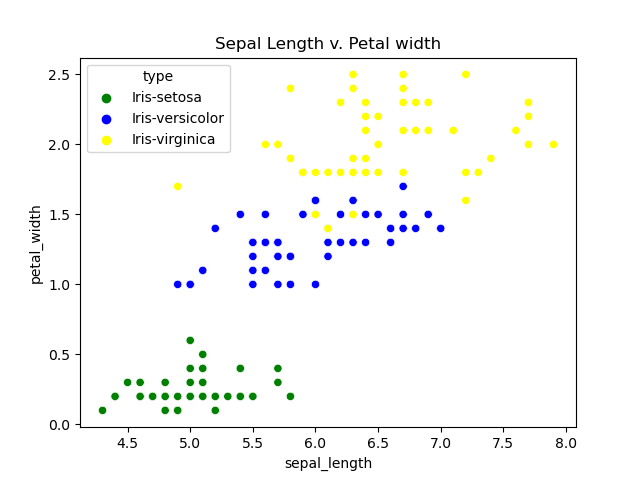 Sepal Length v. Petal width
type
Iris-setosa
Iris-versicolor
Iris-virginica
petal_width
2.5
2.0
1.5
1.0
0.5
0.0
4.5 5.0 5.5 6.0 6.5 7.0 7.5 8.0
sepal_length